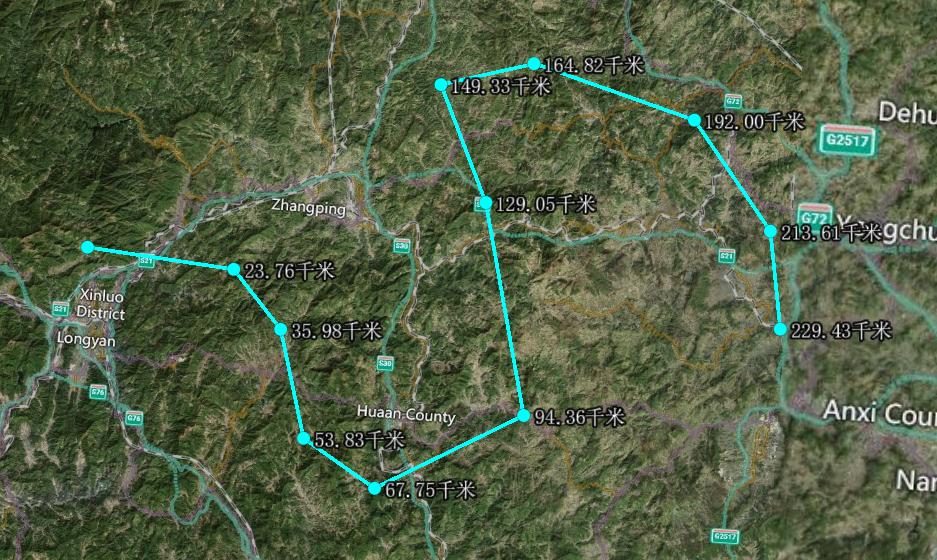 164.82千米
149.33千米
G72
Dehu
192.00千米
G2517
Zhangping
129.05千米
G72
213.61千米
S30
S21
S21
23.76千米
Xinluo
District
S21
35.98千米
229.43千米
Longyan
S30
S76
Huaan County
94.36千米
Anxi Coun
G76
53.83千米
67.75千米
Nan
G2517